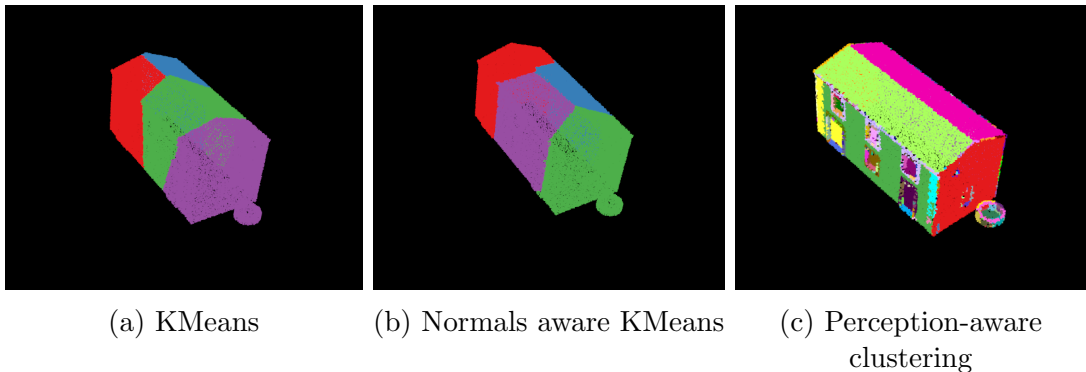 (a) KMeans
(b) Normals aware KMeans
(c) Perception-aware
clustering